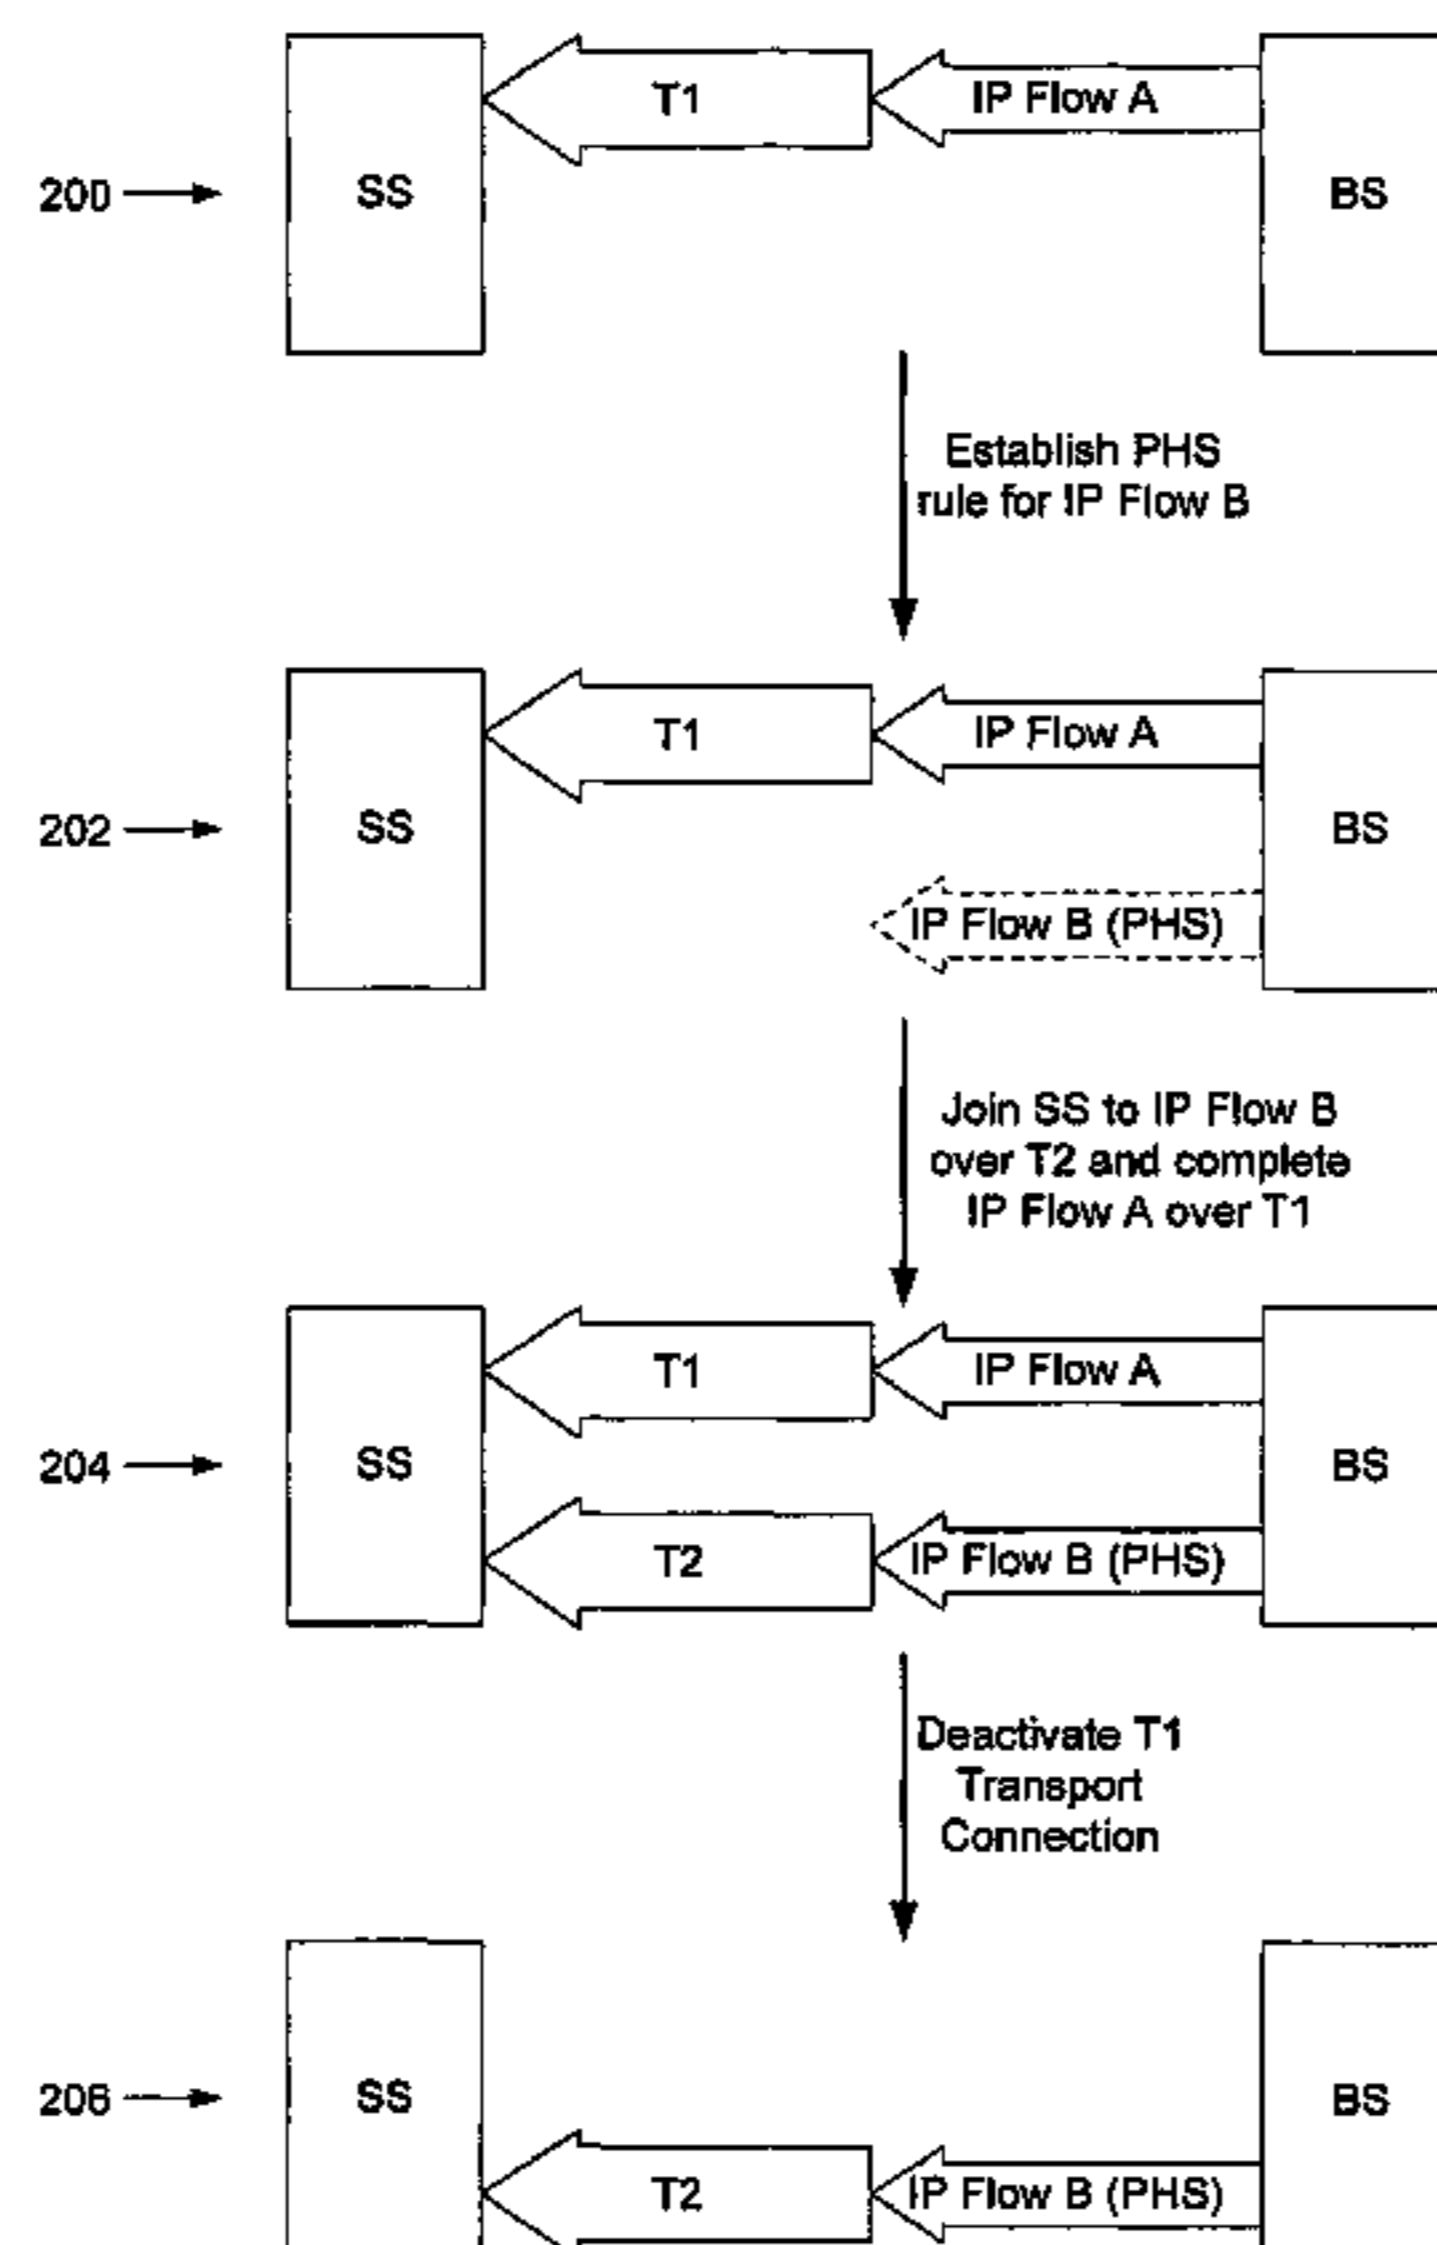 T1
IP Flow A
200
SS
BS
Establish PHS
rule for IP Flow B
T1
IP Flow A
202
SS
BS
IP Flow B (PHS)
Join SS to IP Flow B
over T2 and complete
IP Flow A over T1
T1
IP Flow A
204
SS
BS
T2
IP Flow B (PHS)
Deactivate T1
Transport
Connection
206
SS
BS
T2
IP Flow B (PHS)